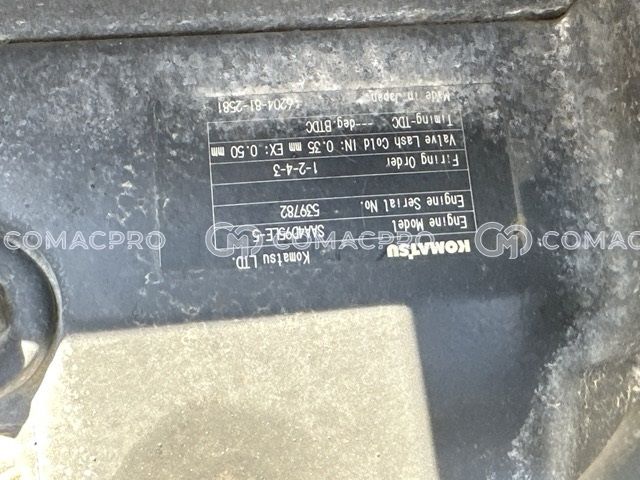 KOMATSU Komatsu LTD.
Engine Model SAA4D95LE-5
Engine Serial No. 539782
Firing Order 1-2-4-3
Valve Lash Cold IN: 0.35 mm EX: 0.50 mm
Timing-TDC ---deg.BTDC
Made in Japan 6204-81-2581
COMACPRO COMACPRO COMACPRO